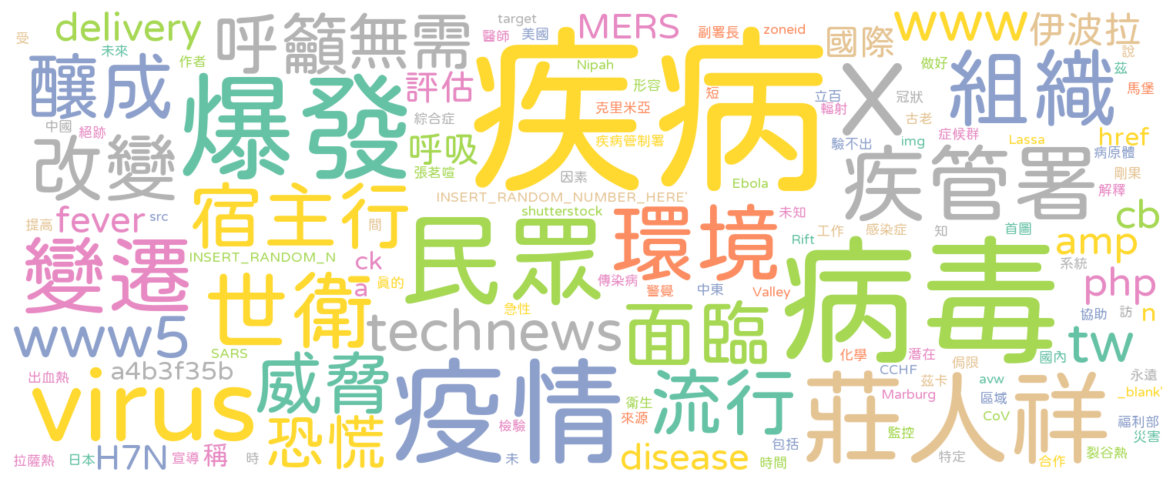 受
未來
delivery
作者
呼籲無需
target
醫師
美國
MERS
副署長
zoneid
國際
www
伊波拉
做好
說
茲
馬堡
釀成
爆發
評估
疾病
Nipah
形容
短
克里米亞
立百
輻射
X
冠狀
古老
組織
href
中國
絕跡
綜合症
呼吸
張茗喧
疾病管制署
因素
驗不出
img
症候群
Lassa
病原體
剛果
解釋
改變
宿主行
INSERT_RANDOM_NUMBER_HERE'
Ebola
疾管署
提高
fever
src
間
shutterstock
環境
未知
Rift
工作
感染症
知
首圖
cb
amp
變遷
INSERT_RANDOM_N
ck
a
真的
民眾
傳染病
警覺
中東
Valley
病毒
系統
php
協助
訪
n
世衛
急性
www5
technews
面臨
tw
SARS
a4b3f35b
威脅
疫情
化學
潛在
CCHF
侷限
國內
出血熱
virus
流行
茲卡
avw
區域
Marburg
CoV
永遠
_blank'
衛生
來源
莊人祥
福利部
災害
恐慌
檢驗
監控
拉薩熱
日本
H7N
宣導
稱
時
未
disease
包括
時間
特定
合作
裂谷熱